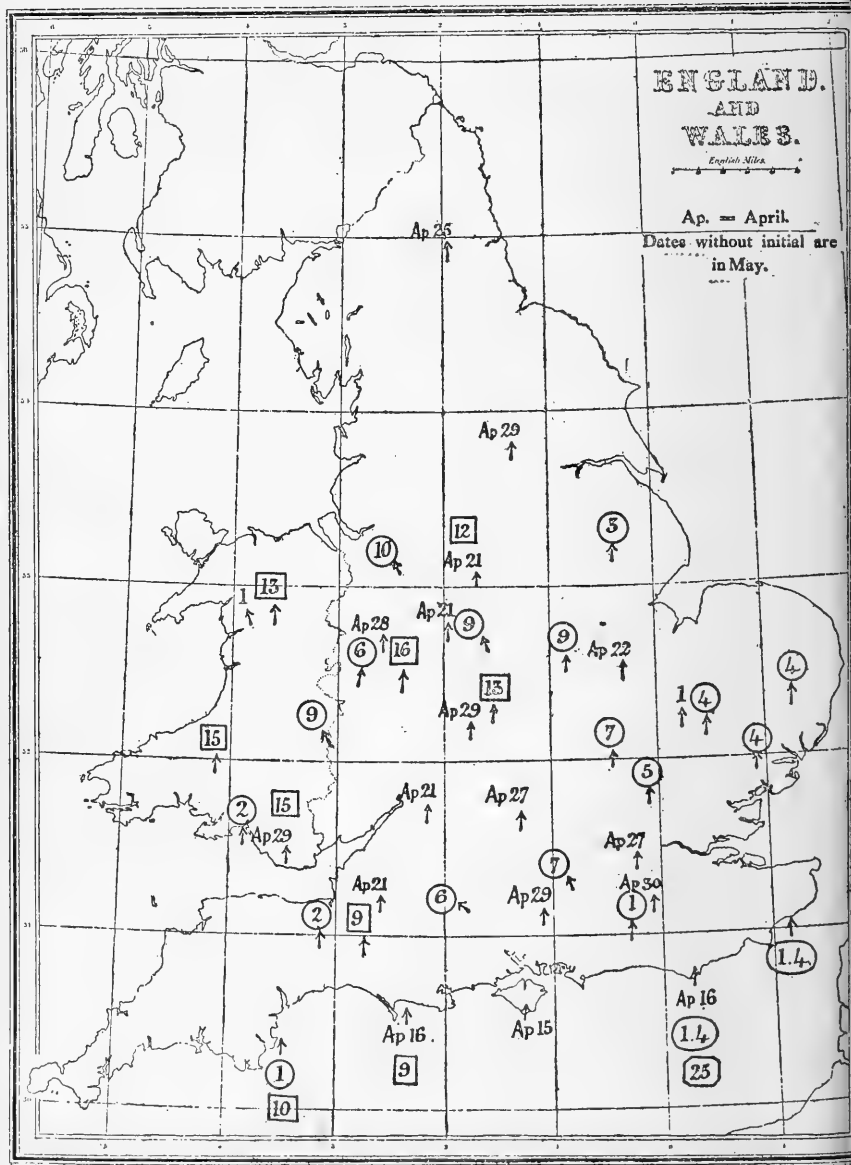 ENGLAND.
AND
WALES.
English Miles.
Ap. = April.
Dates without initial are
in May.
Ap 25
Ap 29
12
3
10
Ap 21
13
1
Ap 21
9
Ap 28
6
16
9
Ap 22
4
13
1
4
9
Ap 29
7
4
15
5
15
2
Ap 21
Ap 27
Ap 29
7
Ap 27
Ap 21
6
Ap 29
Ap 30
1
2
9
1.4
Ap 16
Ap 16
Ap 15
1.4
1
9
25
10